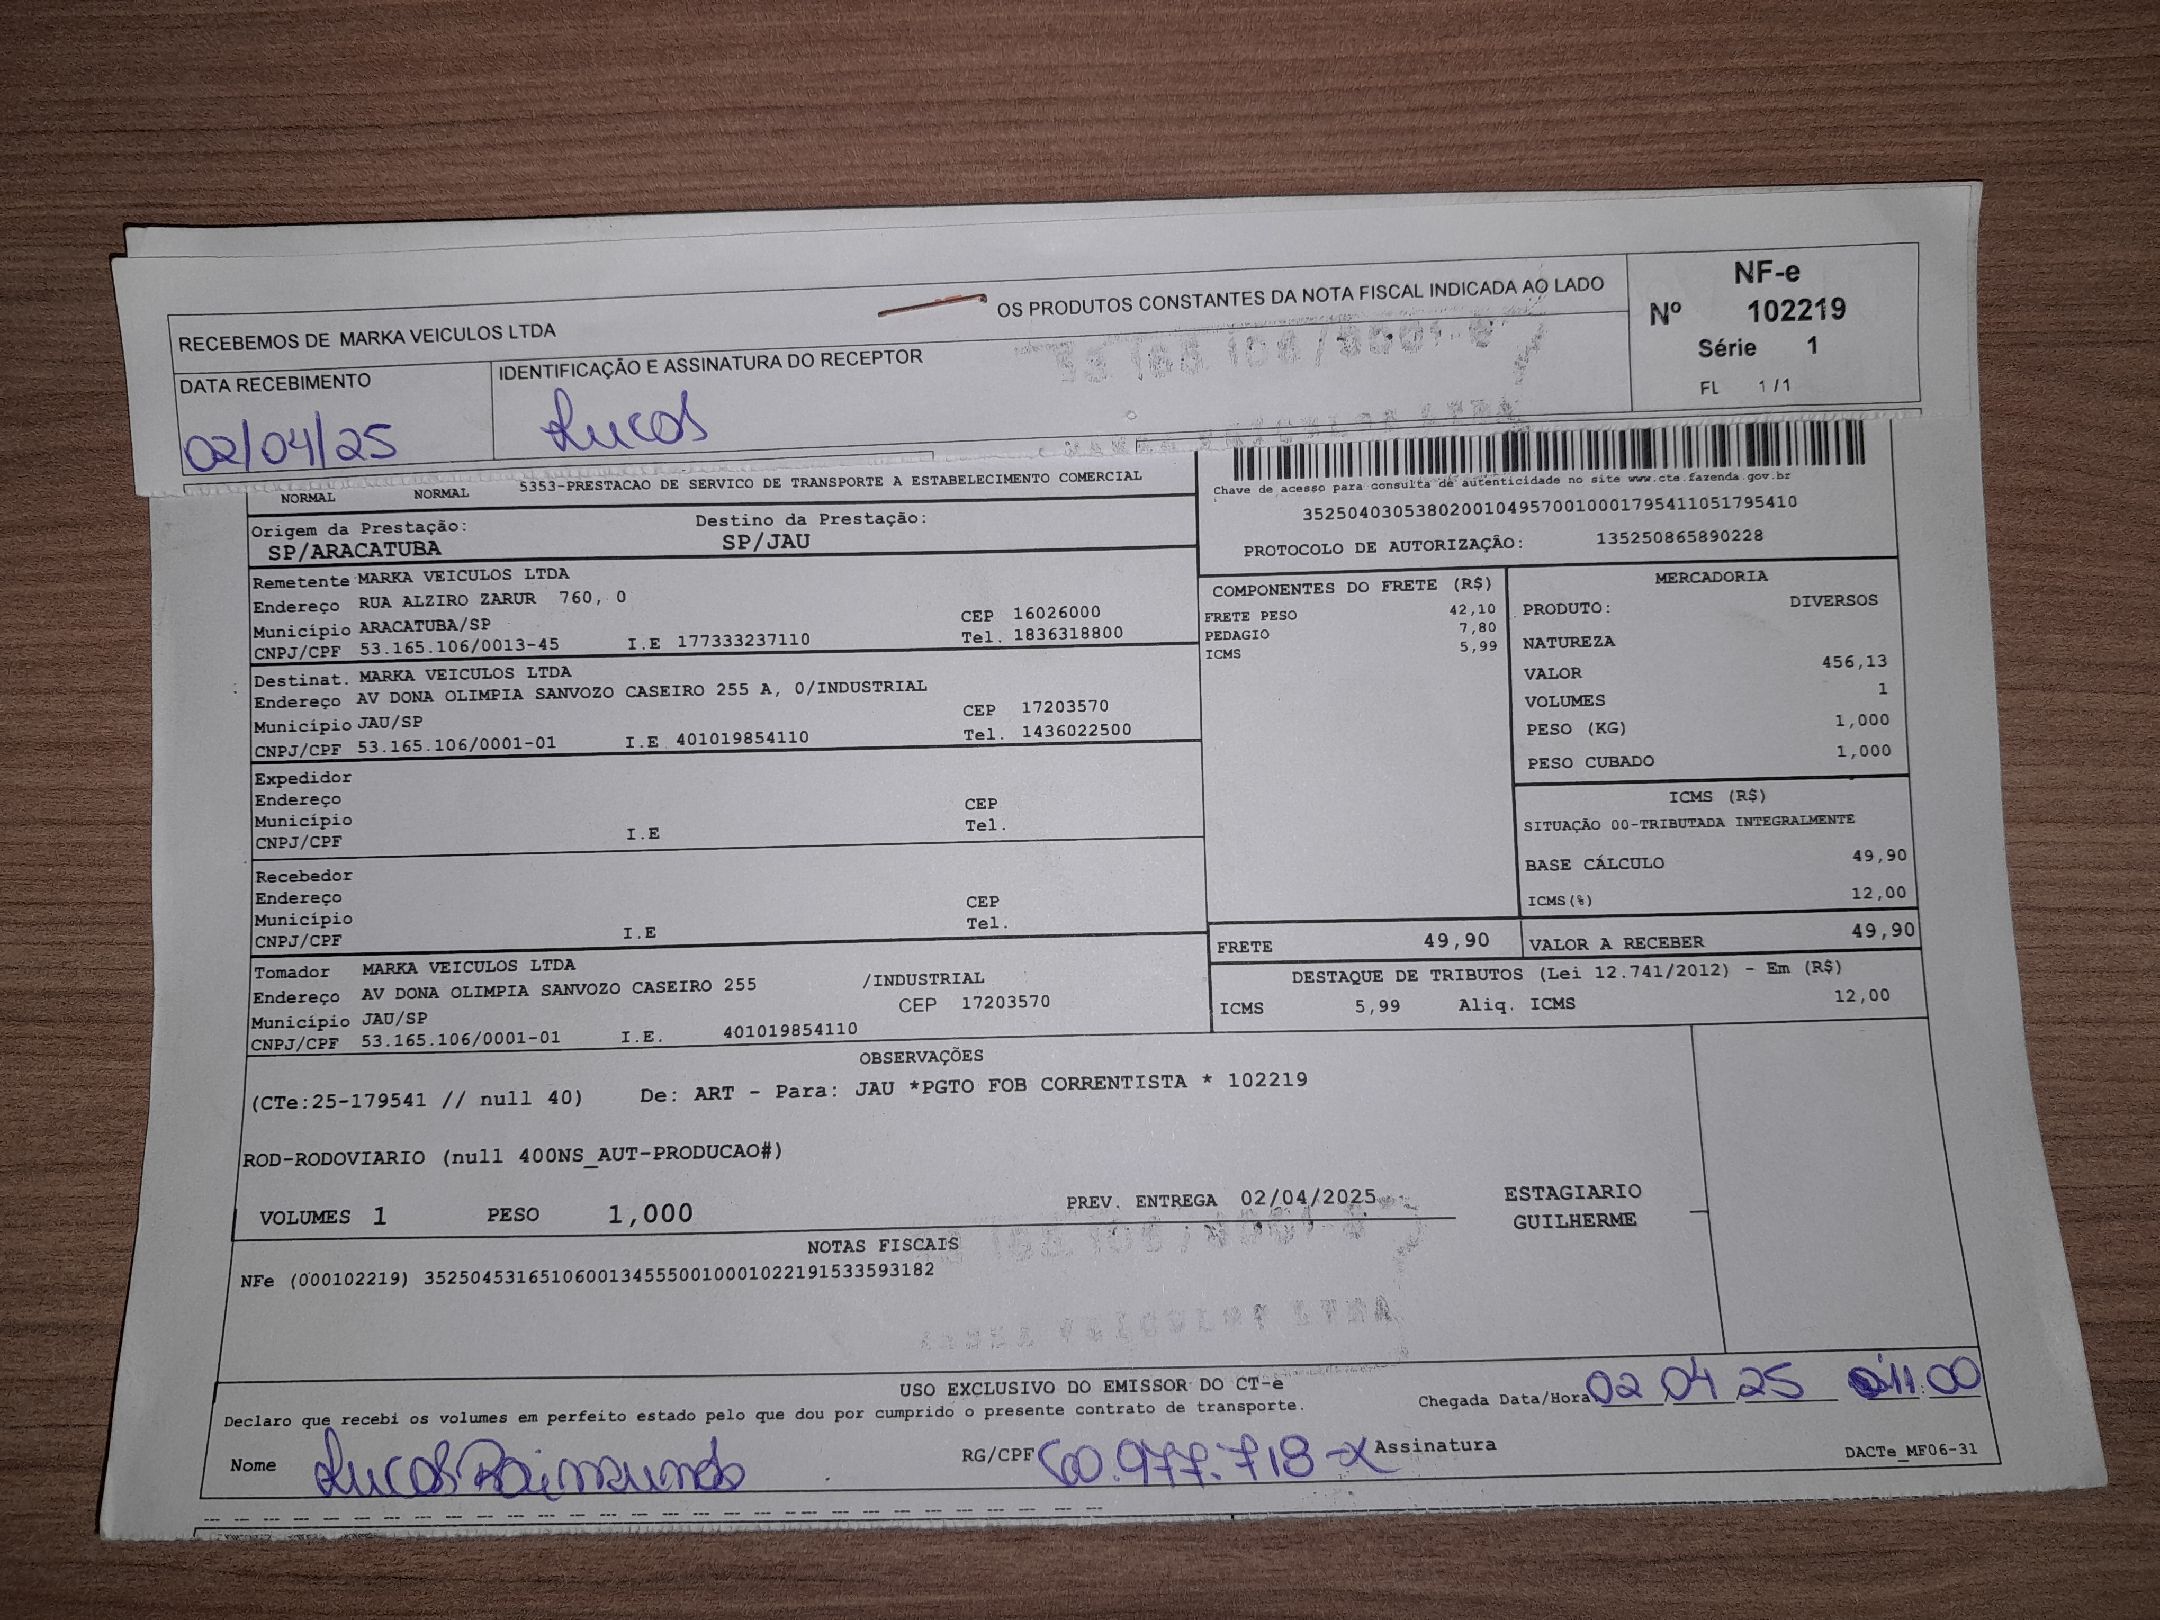 RECEBEMOS DE MARKA VEICULOS LTDA
OS PRODUTOS CONSTANTES DA NOTA FISCAL INDICADA AO LADO
NF-e
Nº 102219
Série 1
FL 1 / 1
DATA RECEBIMENTO
IDENTIFICAÇÃO E ASSINATURA DO RECEPTOR
02/04/25
Lucas
NORMAL NORMAL 5353-PRESTACAO DE SERVICO DE TRANSPORTE A ESTABELECIMENTO COMERCIAL
Chave de acesso para consulta de autenticidade no site www.cte.fazenda.gov.br
35250403053802001049570010001795411051795410
PROTOCOLO DE AUTORIZAÇÃO: 135250865890228
Origem da Prestação: Destino da Prestação:
SP/ARACATUBA SP/JAU
Remetente MARKA VEICULOS LTDA
Endereço RUA ALZIRO ZARUR 760, 0
Município ARACATUBA/SP CEP 16026000
CNPJ/CPF 53.165.106/0013-45 I.E 177333237110 Tel. 1836318800
Destinat. MARKA VEICULOS LTDA
Endereço AV DONA OLIMPIA SANVOZO CASEIRO 255 A, 0/INDUSTRIAL
Município JAU/SP CEP 17203570
CNPJ/CPF 53.165.106/0001-01 I.E 401019854110 Tel. 1436022500
Expedidor
Endereço CEP
Município Tel.
CNPJ/CPF I.E
Recebedor
Endereço CEP
Município Tel.
CNPJ/CPF I.E
Tomador MARKA VEICULOS LTDA
Endereço AV DONA OLIMPIA SANVOZO CASEIRO 255 /INDUSTRIAL
Município JAU/SP CEP 17203570
CNPJ/CPF 53.165.106/0001-01 I.E. 401019854110
COMPONENTES DO FRETE (R$)
FRETE PESO 42,10
PEDAGIO 7,80
ICMS 5,99
MERCADORIA
PRODUTO: DIVERSOS
NATUREZA
VALOR 456,13
VOLUMES 1
PESO (KG) 1,000
PESO CUBADO 1,000
ICMS (R$)
SITUAÇÃO 00-TRIBUTADA INTEGRALMENTE
BASE CÁLCULO 49,90
ICMS(%) 12,00
FRETE 49,90 VALOR A RECEBER 49,90
DESTAQUE DE TRIBUTOS (Lei 12.741/2012) - Em (R$)
ICMS 5,99 Aliq. ICMS 12,00
OBSERVAÇÕES
(CTe:25-179541 // null 40) De: ART - Para: JAU *PGTO FOB CORRENTISTA * 102219
ROD-RODOVIARIO (null 400NS_AUT-PRODUCAO#)
VOLUMES 1 PESO 1,000 PREV. ENTREGA 02/04/2025
ESTAGIARIO
GUILHERME
NOTAS FISCAIS
NFe (000102219) 35250453165106001345550010001022191533593182
USO EXCLUSIVO DO EMISSOR DO CT-e
Declaro que recebi os volumes em perfeito estado pelo que dou por cumprido o presente contrato de transporte.
Chegada Data/Hora 02 04 25 11:00
Nome Lucas Raimundo RG/CPF 60.977.718-X Assinatura
DACTe_MF06-31